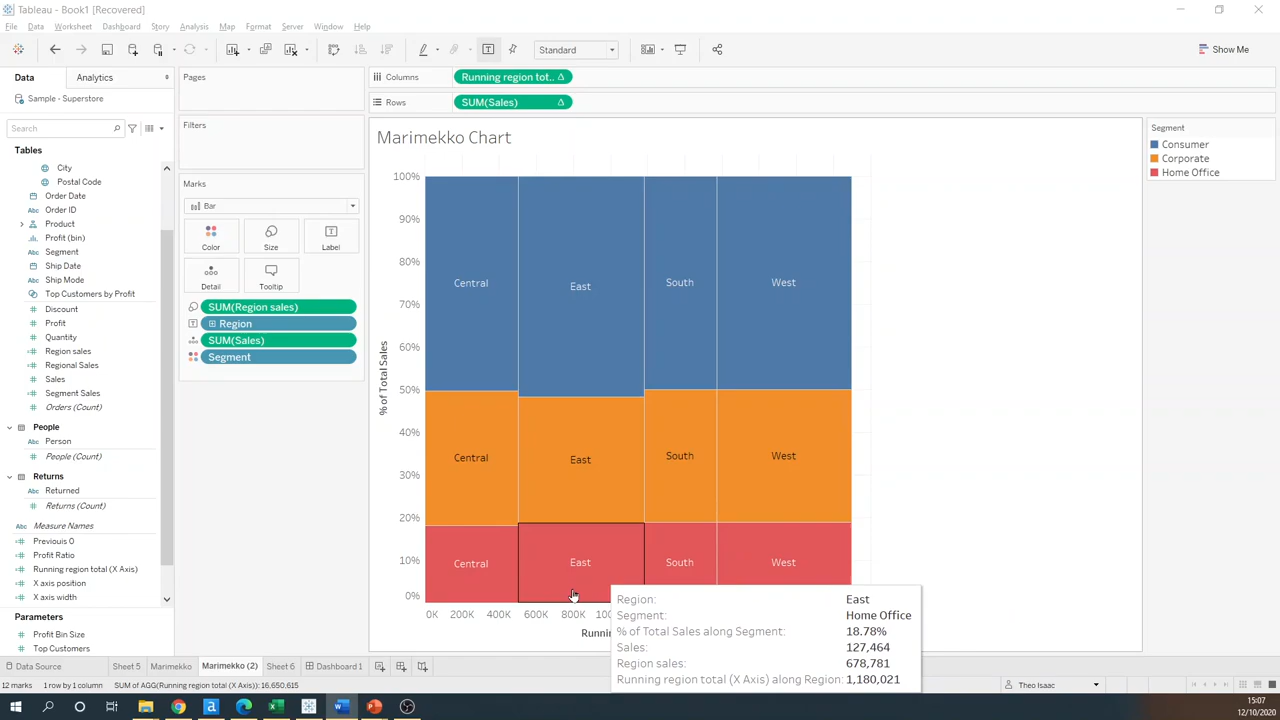 Tableau - Book1 [Recovered]
File Data Worksheet Dashboard Story Analysis Map Format Server Window Help
Standard
Show Me
Data Analytics
Sample - Superstore
Search
Tables
City
Postal Code
Order Date
Abc Order ID
Product
Profit (bin)
Abc Segment
Ship Date
Abc Ship Mode
Top Customers by Profit
# Discount
# Profit
# Quantity
=# Region sales
=# Regional Sales
# Sales
=# Segment Sales
# Orders (Count)
People
Abc Person
# People (Count)
Returns
Abc Returned
# Returns (Count)
Abc Measure Names
=# Previouis 0
=# Profit Ratio
=# Running region total (X Axis)
=# X axis position
=# X axis width
Parameters
# Profit Bin Size
# Top Customers
Pages
Filters
Marks
Bar
Color Size Label
Detail Tooltip
SUM(Region sales)
Region
SUM(Sales)
Segment
Columns
Running region tot.. Δ
Rows
SUM(Sales) Δ
Marimekko Chart
% of Total Sales
100%
90%
80%
70%
60%
50%
40%
30%
20%
10%
0%
Central East South West
Central East South West
Central East South West
0K 200K 400K 600K 800K
Runnin
Region: East
Segment: Home Office
% of Total Sales along Segment: 18.78%
Sales: 127,464
Region sales: 678,781
Running region total (X Axis) along Region: 1,180,021
Segment
Consumer
Corporate
Home Office
Data Source Sheet 5 Marimekko Marimekko (2) Sheet 6 Dashboard 1
12 marks 1 row by 1 column SUM of AGG(Running region total (X Axis)): 16,650,615
Theo Isaac
15:07
12/10/2020